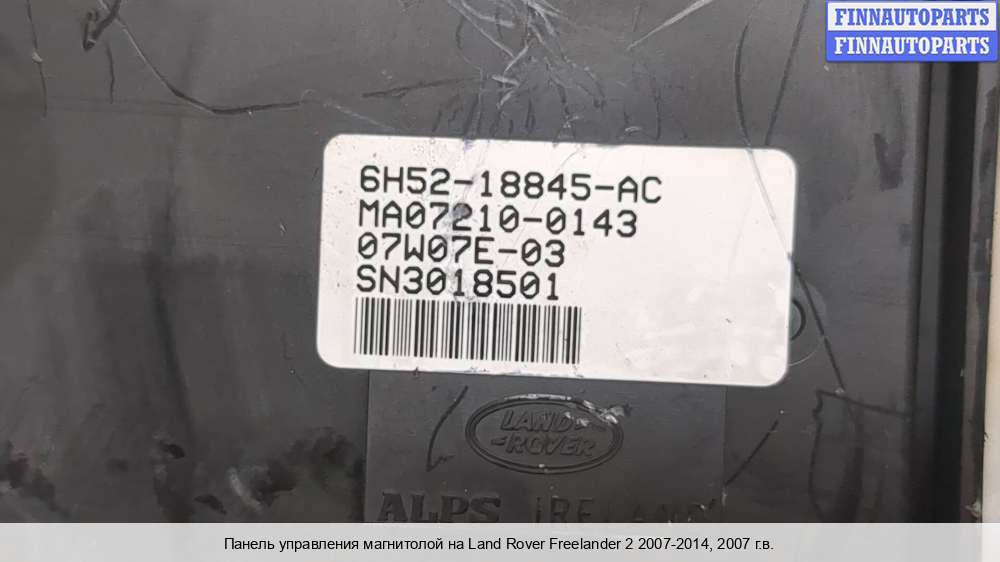 FINNAUTOPARTS
FINNAUTOPARTS
6H52-18845-AC
MA07210-0143
07W07E-03
SN3018501
LAND
ROVER
ALPS IRELAND
Панель управления магнитолой на Land Rover Freelander 2 2007-2014, 2007 г.в.